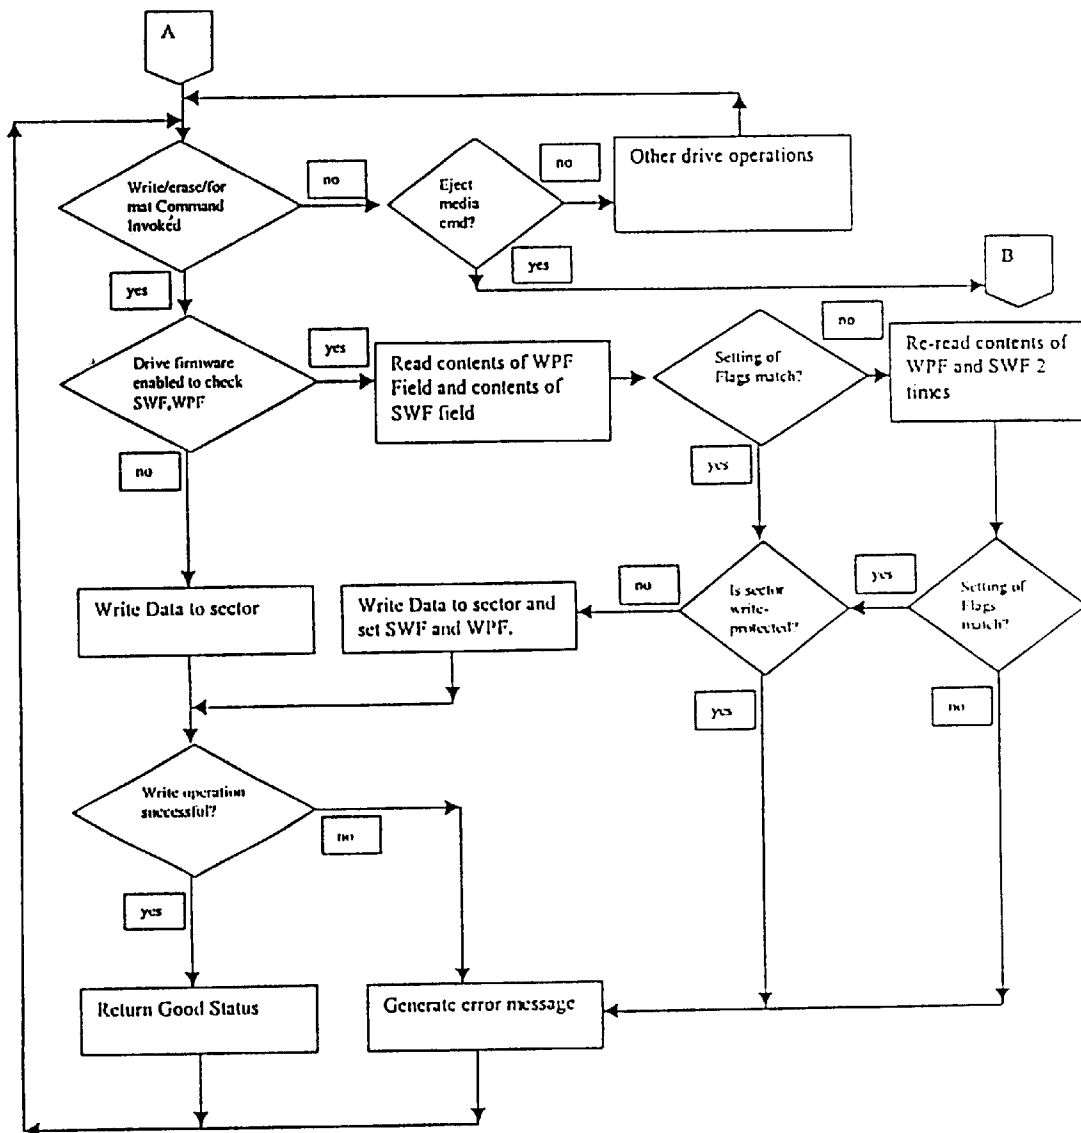 A
Write/erase/for
mat Command
Invoked
no
Eject
media
cmd?
no
Other drive operations
yes
yes
B
Drive firmware
enabled to check
SWF,WPF
yes
Read contents of WPF
Field and contents of
SWF field
Setting of
Flags match?
no
Re-read contents of
WPF and SWF 2
times
no
yes
Write Data to sector
Write Data to sector and
set SWF and WPF.
no
Is sector
write-
protected?
yes
Setting of
Flags
match?
yes
no
Write operation
successful?
no
yes
Return Good Status
Generate error message